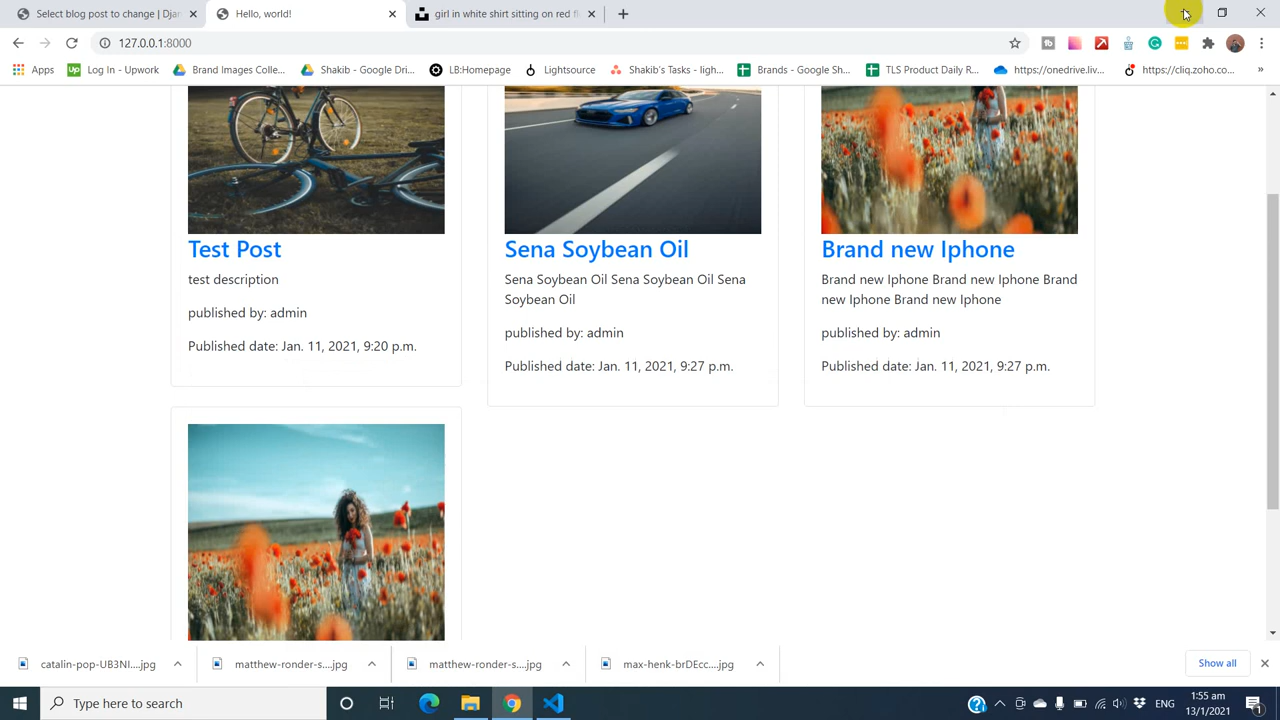 Select blog post to change | Djan
Hello, world!
girl in white shirt sitting on red fl
127.0.0.1:8000
Apps
Up Log In - Upwork
Brand Images Colle...
Shakib - Google Dri...
LB:Homepage
Lightsource
Shakib's Tasks - ligh...
Brands - Google Sh...
TLS Product Daily R...
https://onedrive.liv...
https://cliq.zoho.co...
»
Test Post
test description
published by: admin
Published date: Jan. 11, 2021, 9:20 p.m.
Sena Soybean Oil
Sena Soybean Oil Sena Soybean Oil Sena
Soybean Oil
published by: admin
Published date: Jan. 11, 2021, 9:27 p.m.
Brand new Iphone
Brand new Iphone Brand new Iphone Brand
new Iphone Brand new Iphone
published by: admin
Published date: Jan. 11, 2021, 9:27 p.m.
catalin-pop-UB3NI....jpg
matthew-ronder-s....jpg
matthew-ronder-s....jpg
max-henk-brDEcc....jpg
Show all
Type here to search
ENG
1:55 am
13/1/2021
1